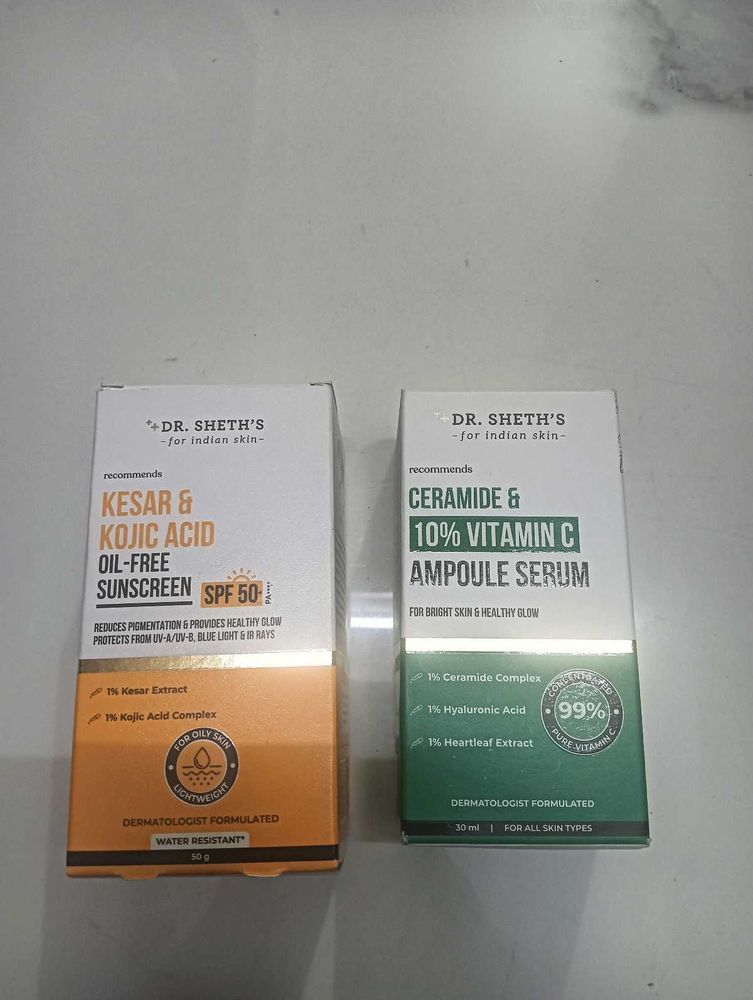 DR. SHETH'S
-for indian skin-
recommends
KESAR &
KOJIC ACID
OIL-FREE
SUNSCREEN
SPF 50+
PA++++
REDUCES PIGMENTATION & PROVIDES HEALTHY GLOW
PROTECTS FROM UV-A/UV-B, BLUE LIGHT & IR RAYS
1% Kesar Extract
1% Kojic Acid Complex
FOR OILY SKIN
LIGHTWEIGHT
DERMATOLOGIST FORMULATED
WATER RESISTANT*
50 g
DR. SHETH'S
-for indian skin-
recommends
CERAMIDE &
10% VITAMIN C
AMPOULE SERUM
FOR BRIGHT SKIN & HEALTHY GLOW
1% Ceramide Complex
1% Hyaluronic Acid
1% Heartleaf Extract
CONCENTRATED
99%
PURE VITAMIN C
DERMATOLOGIST FORMULATED
30 ml | FOR ALL SKIN TYPES